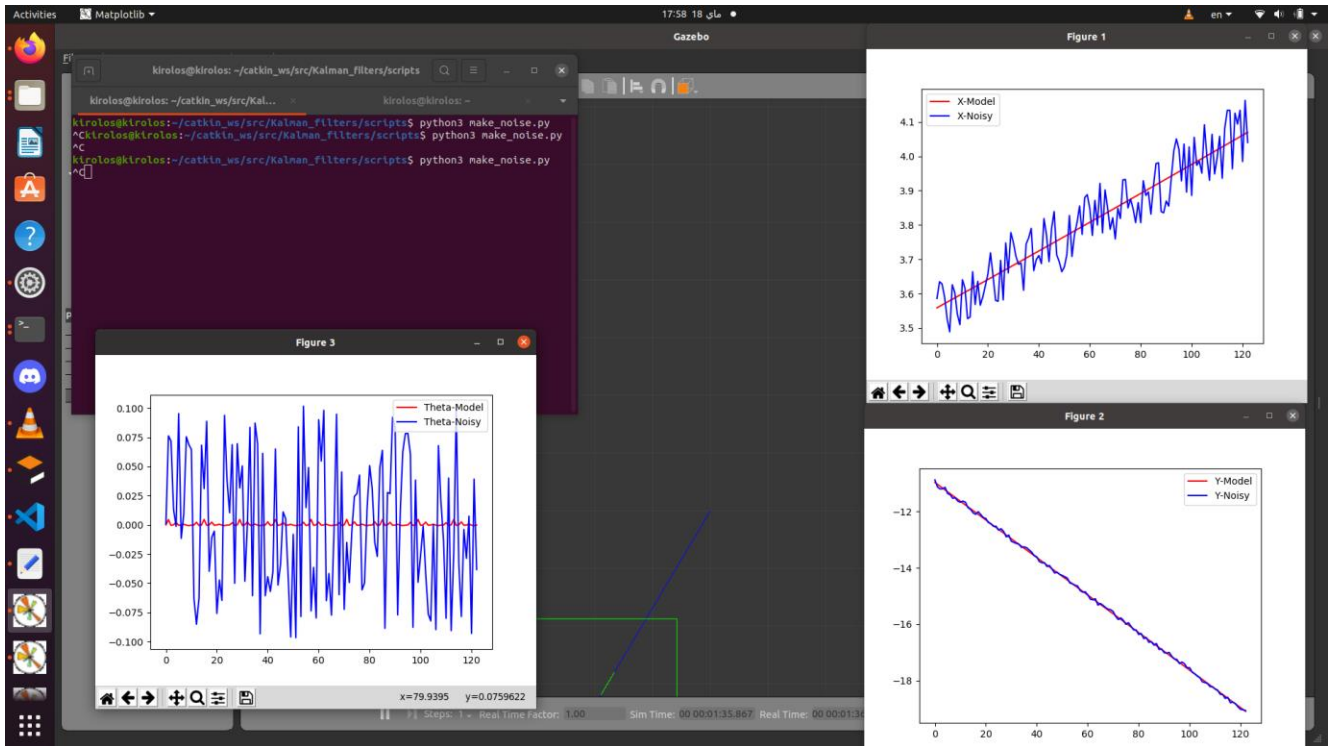 Activities Matplotlib 17:58 18 ماي en
Gazebo
kirolos@kirolos: ~/catkin_ws/src/Kalman_filters/scripts
kirolos@kirolos: ~/catkin_ws/src/Kal... kirolos@kirolos: ~
kirolos@kirolos:~/catkin_ws/src/Kalman_filters/scripts$ python3 make_noise.py
^Ckirolos@kirolos:~/catkin_ws/src/Kalman_filters/scripts$ python3 make_noise.py
^C
kirolos@kirolos:~/catkin_ws/src/Kalman_filters/scripts$ python3 make_noise.py
^C
Figure 1
X-Model
X-Noisy
4.1
4.0
3.9
3.8
3.7
3.6
3.5
0 20 40 60 80 100 120
Figure 3
Theta-Model
Theta-Noisy
0.100
0.075
0.050
0.025
0.000
−0.025
−0.050
−0.075
−0.100
0 20 40 60 80 100 120
x=79.9395 y=0.0759622
Figure 2
Y-Model
Y-Noisy
−12
−14
−16
−18
0 20 40 60 80 100 120
Steps: 1 Real Time Factor: 1.00 Sim Time: 00 00:01:35.867 Real Time: